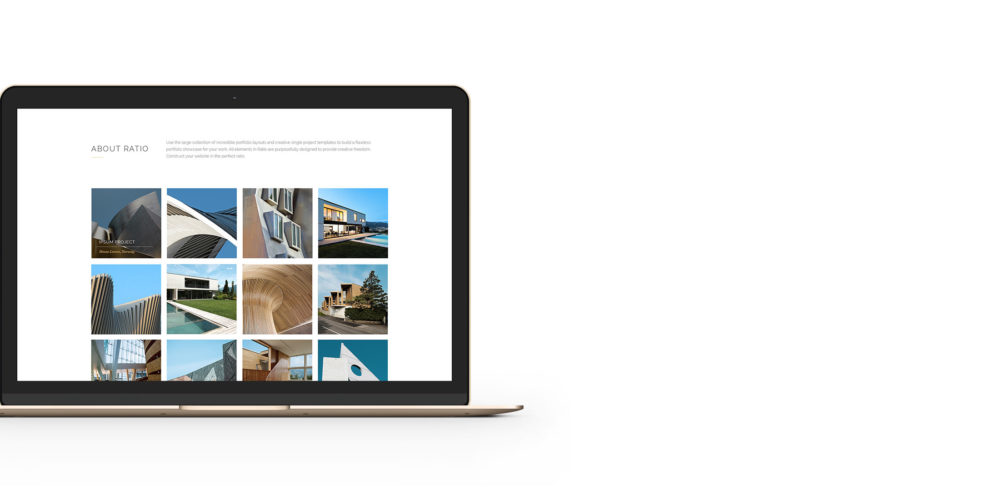 ABOUT RATIO
Use the large collection of incredible portfolio layouts and creative single project templates to build a flawless
portfolio showcase for your work. All elements in Ratio are purposefully designed to provide creative freedom.
Construct your website in the perfect ratio.
IPSUM PROJECT